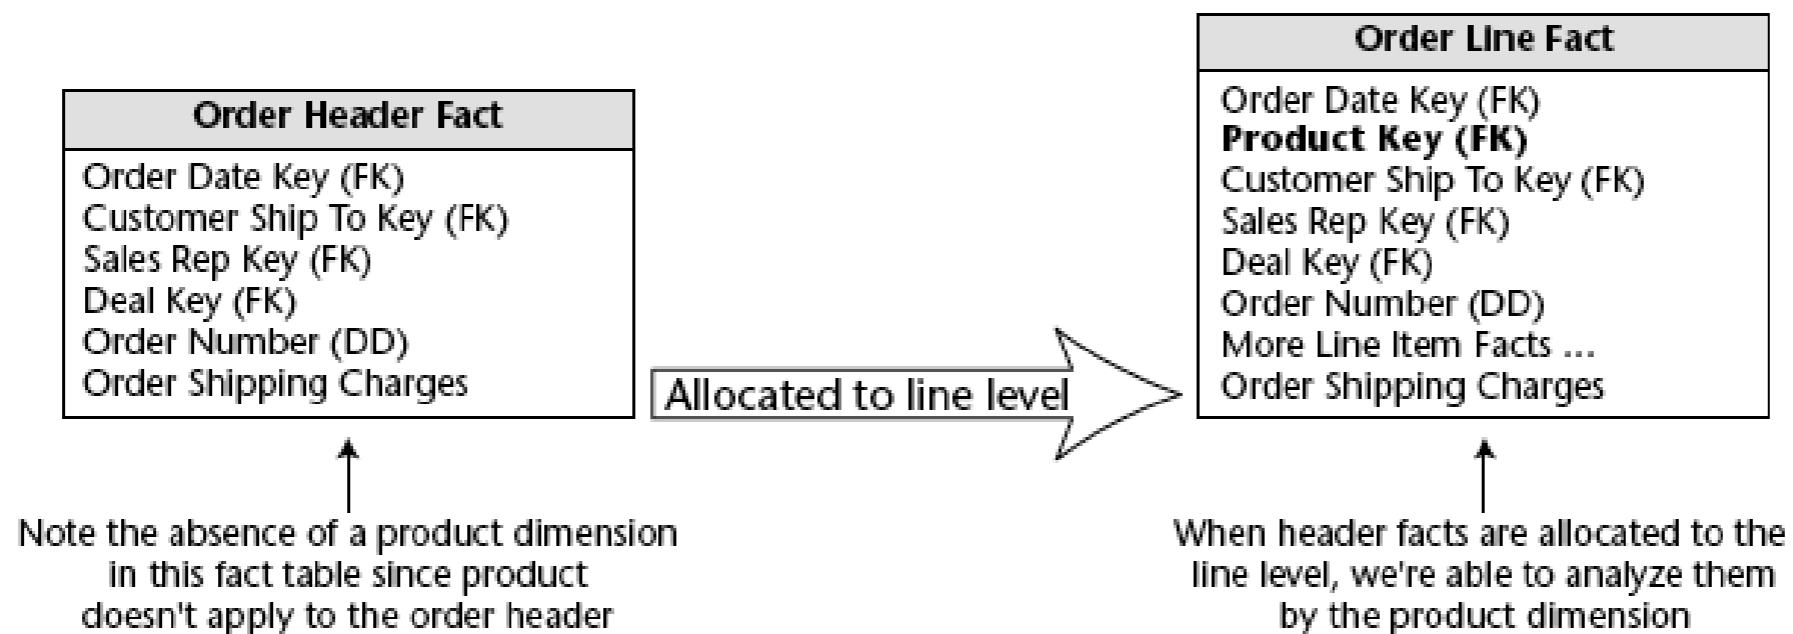 Order Header Fact
Order Date Key (FK)
Customer Ship To Key (FK)
Sales Rep Key (FK)
Deal Key (FK)
Order Number (DD)
Order Shipping Charges
Note the absence of a product dimension
in this fact table since product
doesn't apply to the order header
Allocated to line level
Order Line Fact
Order Date Key (FK)
Product Key (FK)
Customer Ship To Key (FK)
Sales Rep Key (FK)
Deal Key (FK)
Order Number (DD)
More Line Item Facts ...
Order Shipping Charges
When header facts are allocated to the
line level, we're able to analyze them
by the product dimension